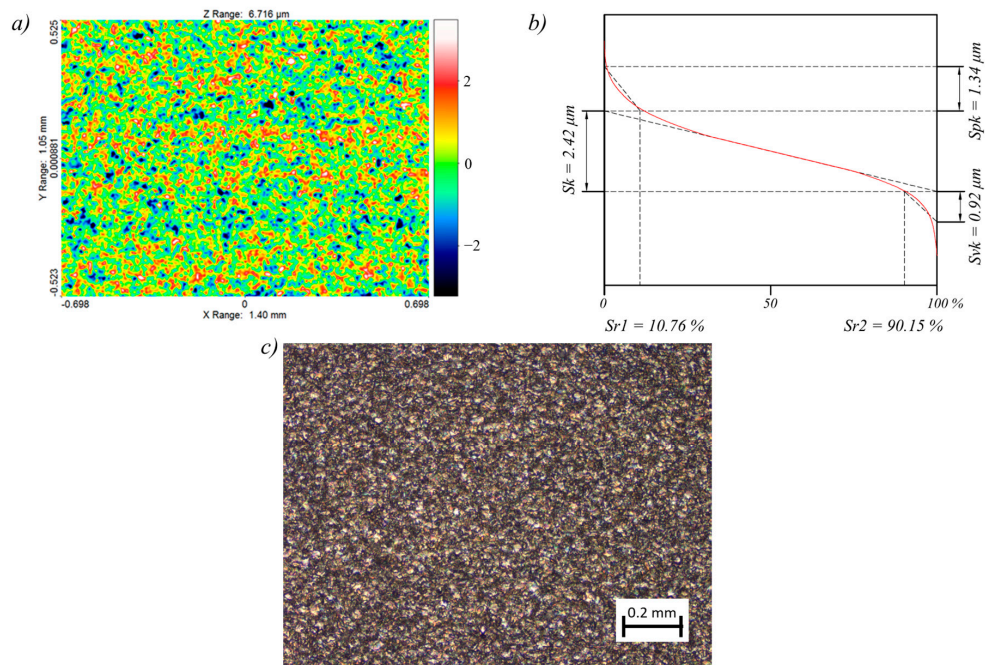 a)
Z Range: 6.716 µm
0.525
Y Range: 1.05 mm
0.000881
-0.523
-0.698
0
0.698
X Range: 1.40 mm
2
0
−2
b)
Sk = 2.42 µm
Spk = 1.34 µm
Svk = 0.92 µm
0
50
100 %
Sr1 = 10.76 %
Sr2 = 90.15 %
c)
0.2 mm